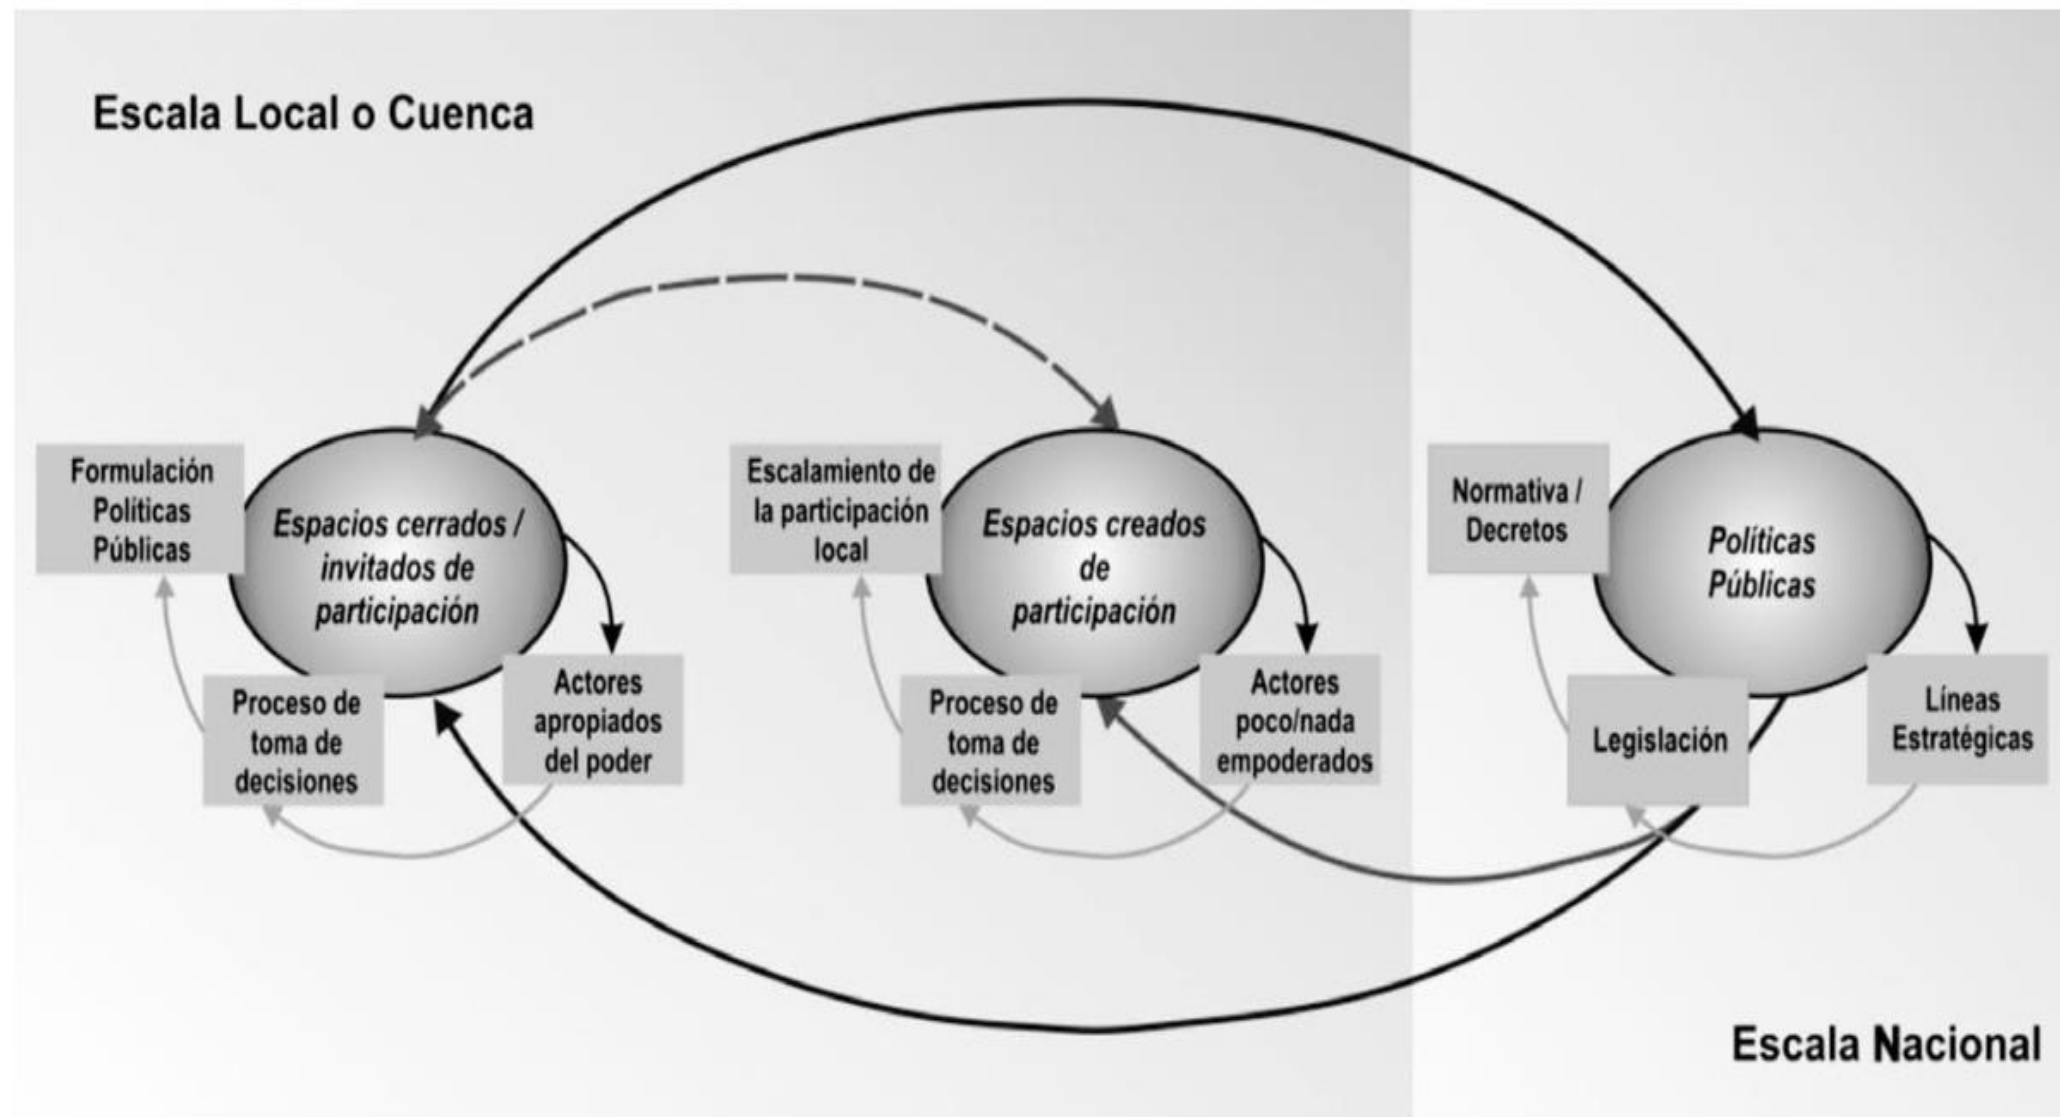 Escala Local o Cuenca
Formulación
Políticas
Públicas
Espacios cerrados /
invitados de
participación
Proceso de
toma de
decisiones
Actores
apropiados
del poder
Escalamiento de
la participación
local
Espacios creados
de
participación
Proceso de
toma de
decisiones
Actores
poco/nada
empoderados
Normativa /
Decretos
Políticas
Públicas
Legislación
Líneas
Estratégicas
Escala Nacional